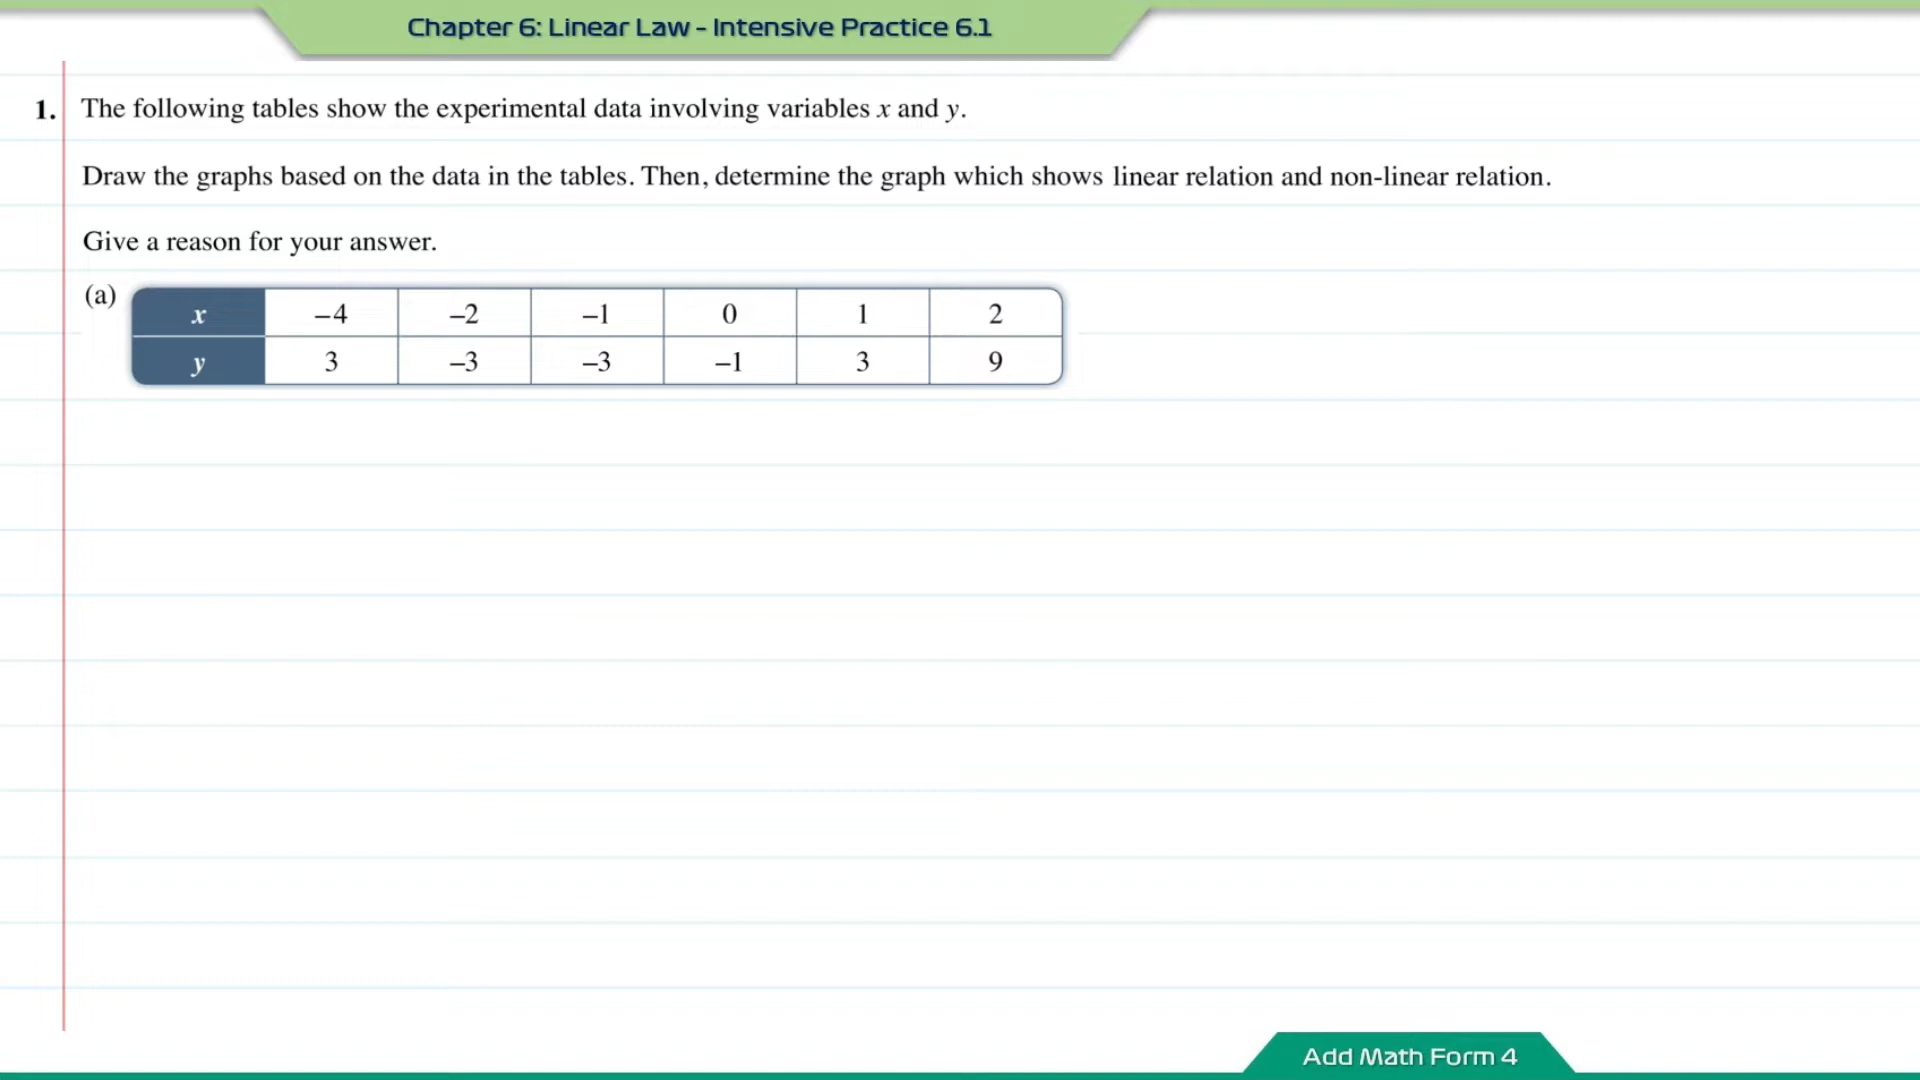 Chapter 6: Linear Law - Intensive Practice 6.1
1. The following tables show the experimental data involving variables x and y.
Draw the graphs based on the data in the tables. Then, determine the graph which shows linear relation and non-linear relation.
Give a reason for your answer.
(a)
x –4 –2 –1 0 1 2
y 3 –3 –3 –1 3 9
Add Math Form 4